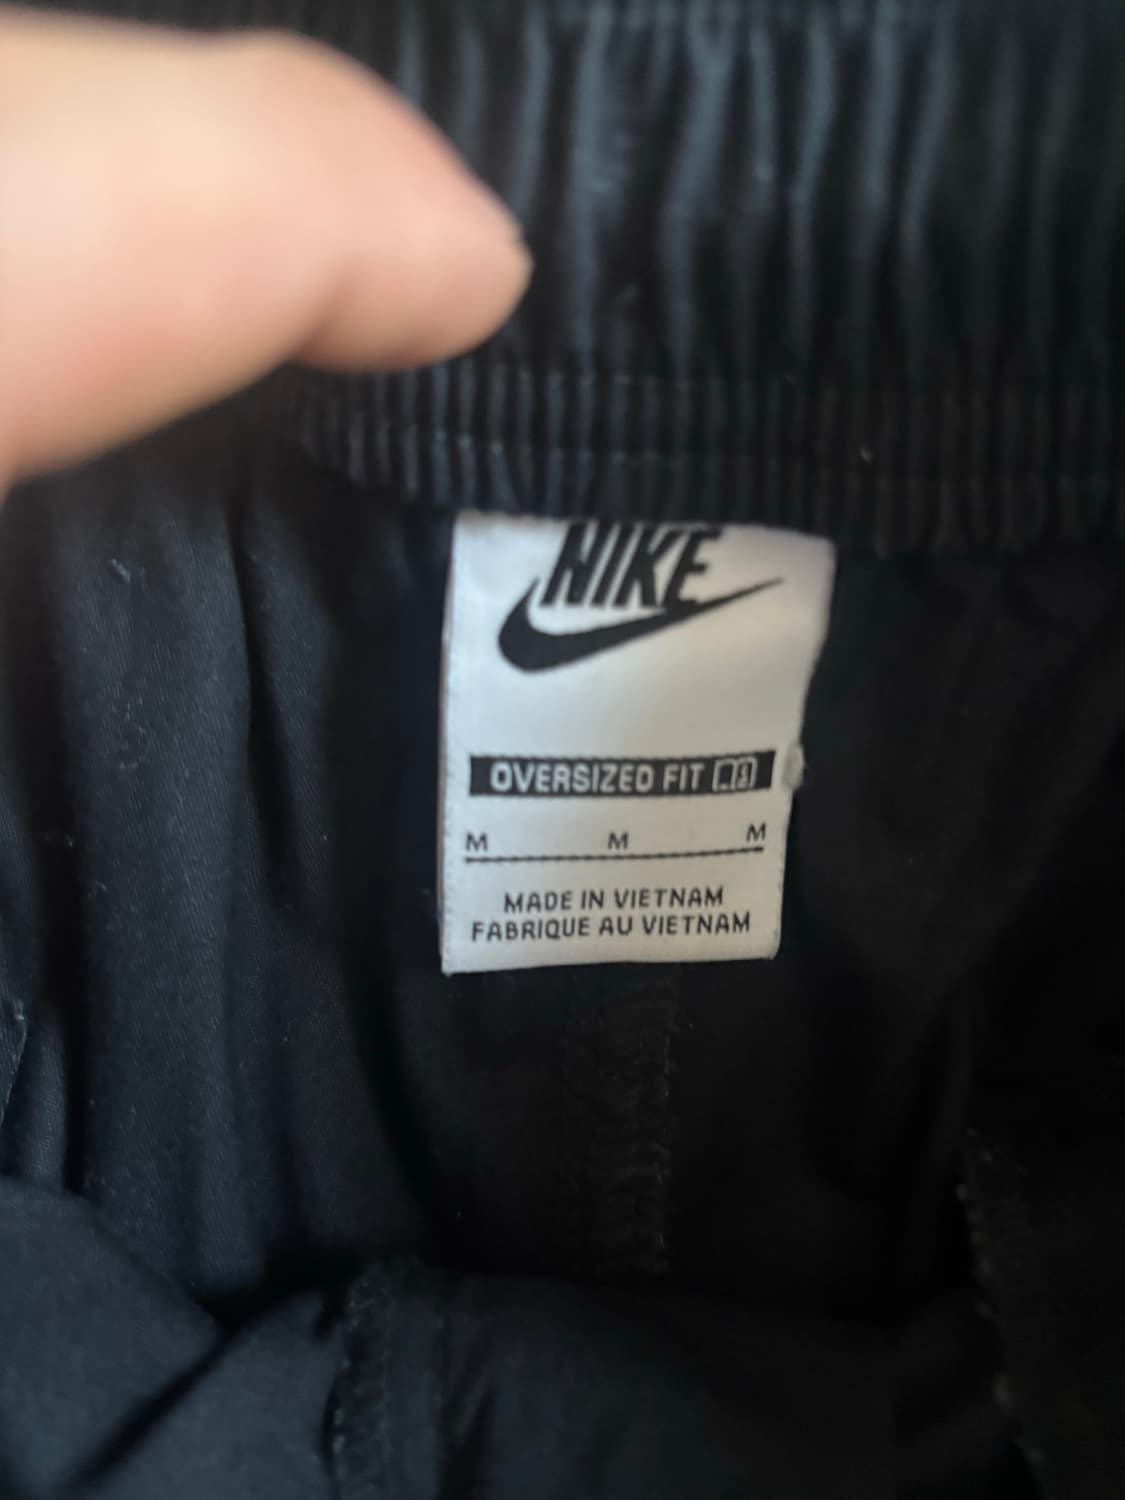 NIKE
OVERSIZED FIT
M M M
MADE IN VIETNAM
FABRIQUE AU VIETNAM